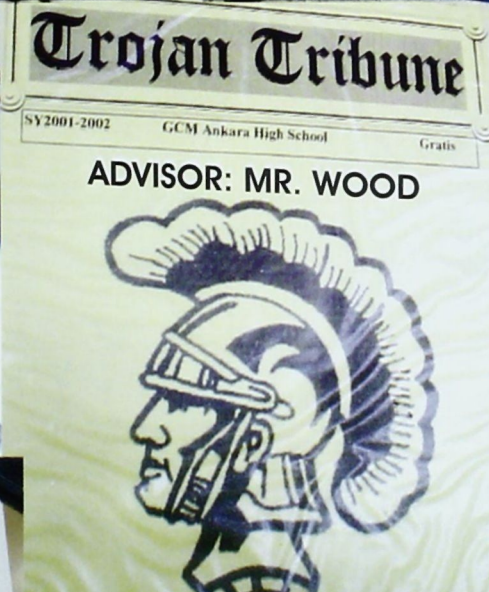 Trojan Tribune
SY2001-2002 GCM Ankara High School Gratis
ADVISOR: MR. WOOD